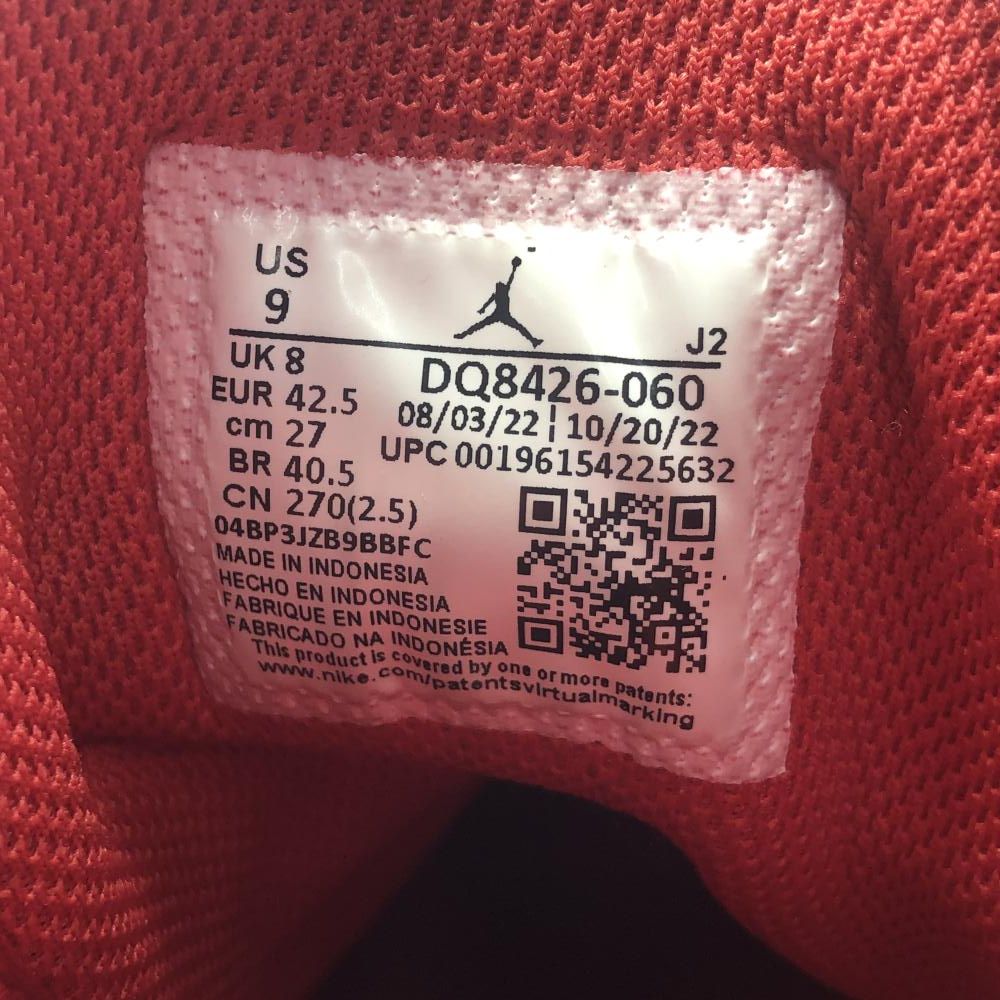 US
9
J2
UK 8
EUR 42.5
cm 27
BR 40.5
CN 270(2.5)
DQ8426-060
08/03/22 | 10/20/22
UPC 00196154225632
04BP3JZB9BBFC
MADE IN INDONESIA
HECHO EN INDONESIA
FABRIQUE EN INDONESIE
FABRICADO NA INDONÉSIA
This product is covered by one or more patents:
www.nike.com/patentsvirtualmarking